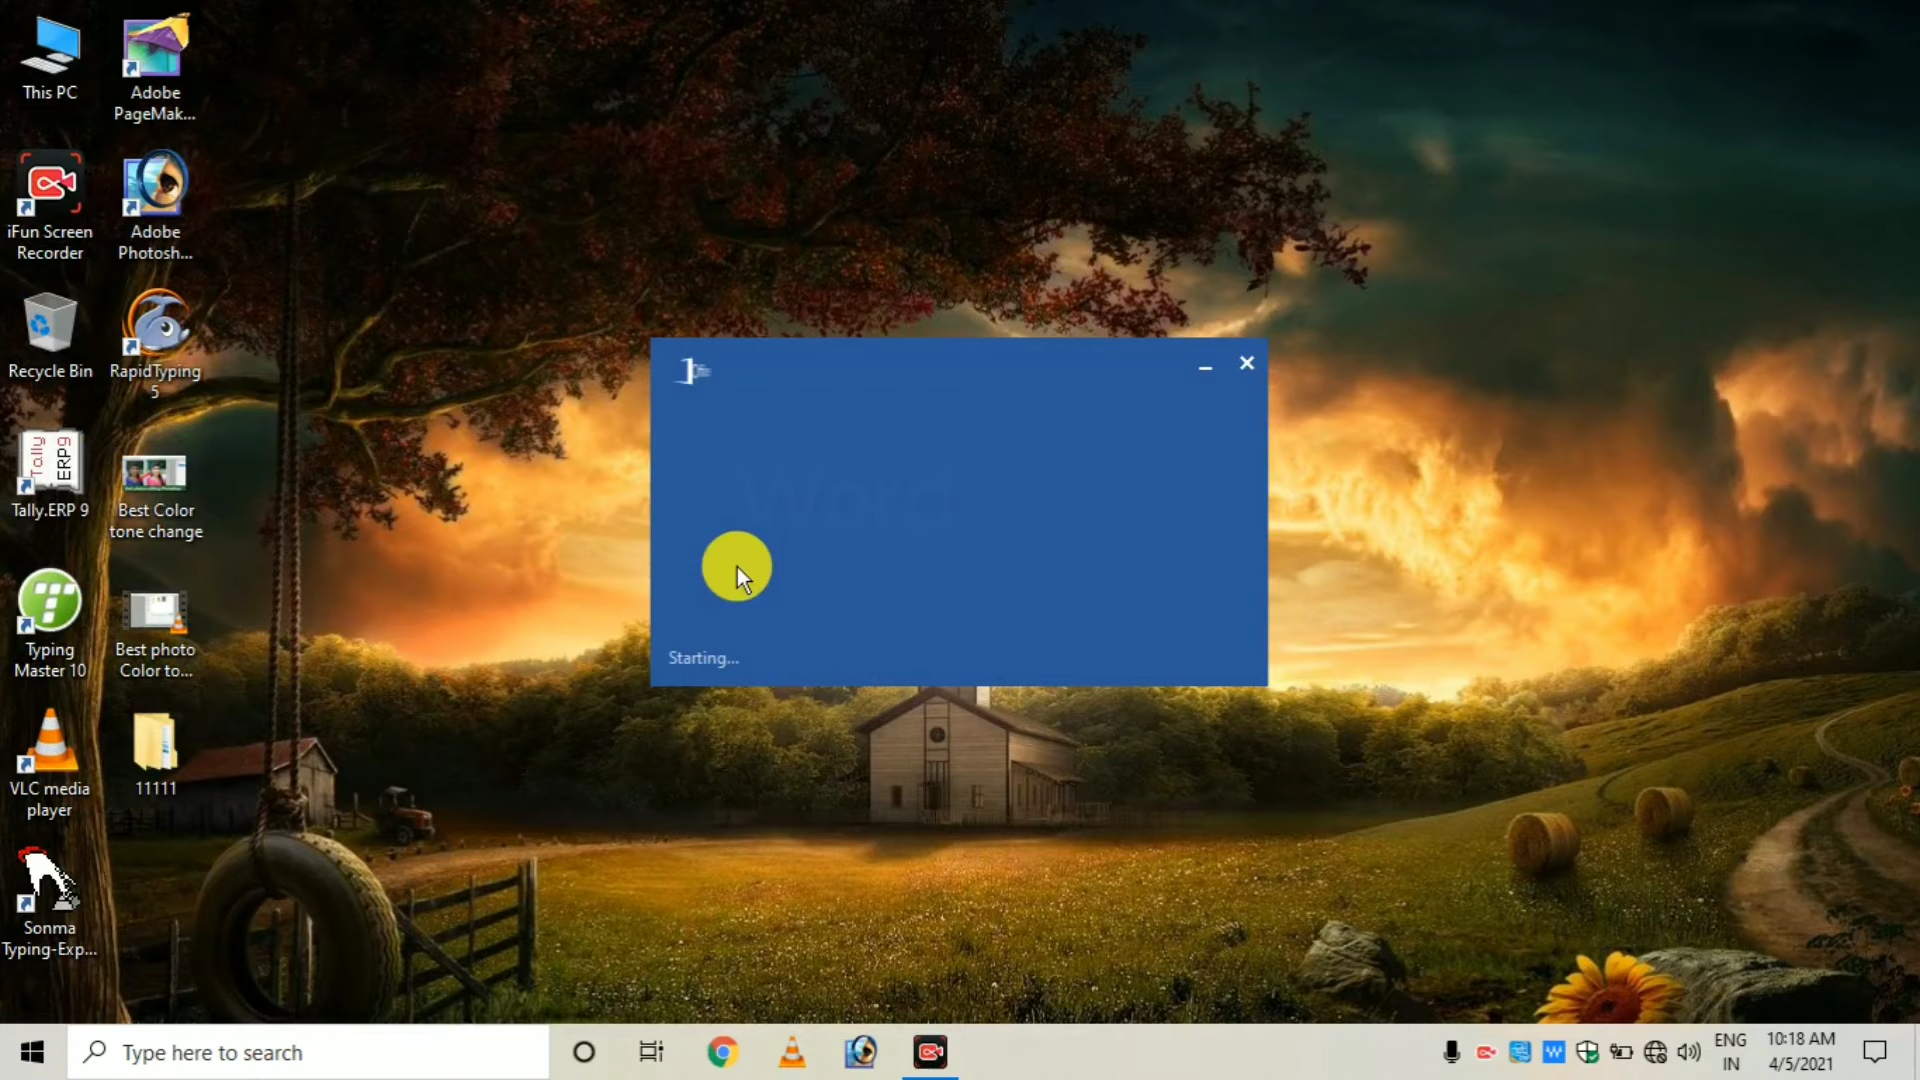 This PC
Adobe
PageMak...
iFun Screen
Recorder
Adobe
Photosh...
Recycle Bin
RapidTyping
5
Tally
ERP9
Tally.ERP 9
Best Color
tone change
Typing
Master 10
Best photo
Color to...
VLC media
player
11111
Sonma
Typing-Exp...
Starting...
Type here to search
ENG
IN
10:18 AM
4/5/2021